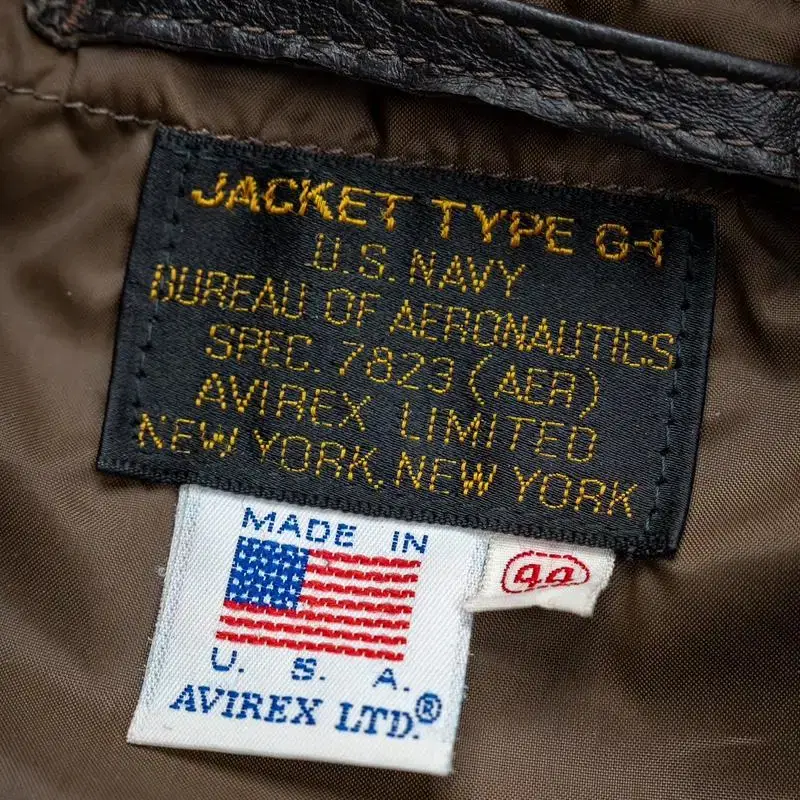 JACKET TYPE G-1
U.S. NAVY
BUREAU OF AERONAUTICS
SPEC. 7823 (AER)
AVIREX LIMITED
NEW YORK, NEW YORK
MADE IN
U. S. A.
AVIREX LTD.®
44